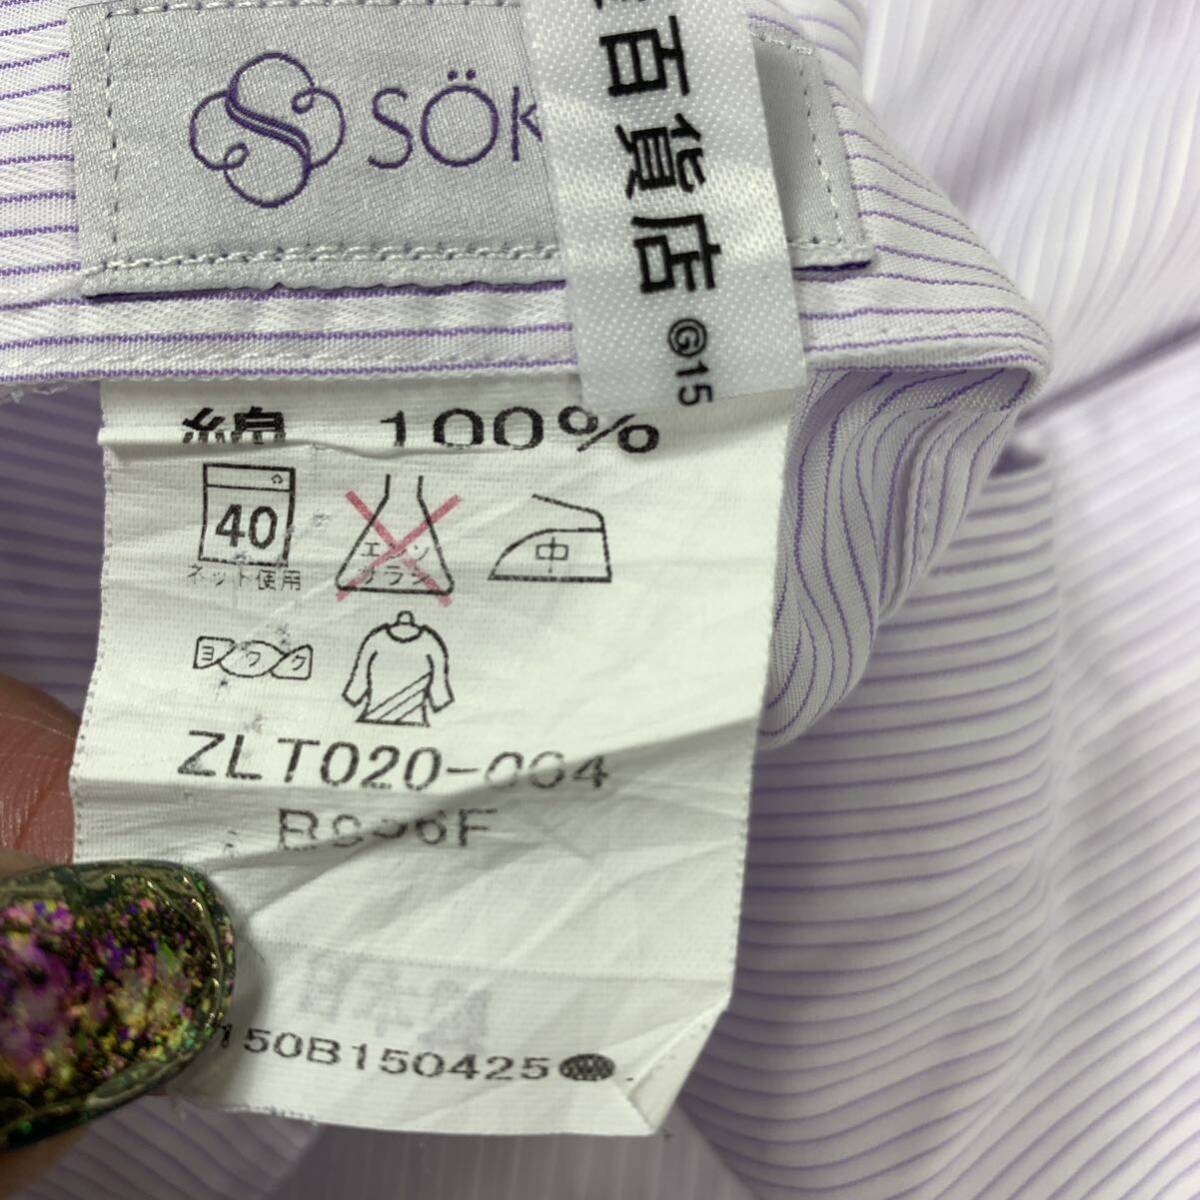 SÖK
百貨店
Ⓖ15
綿 100%
40
ネット使用
エンソ
サラシ
中
ヨワク
ZLT020-004
150B150425